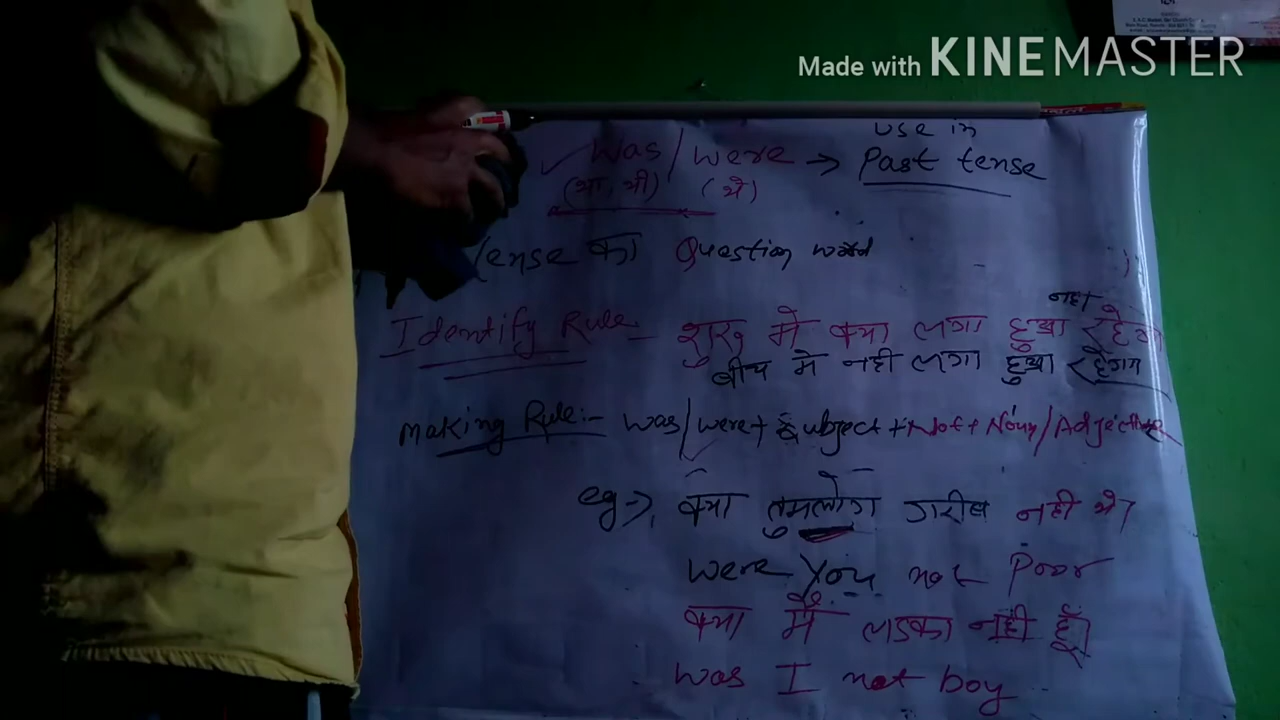 Made with KINEMASTER
use in
Was/were → Past tense
(था, थी) (थे)
Tense का Question word
नही
Identify Rule- शुरू मे क्या लगा हुआ रहेगा
बीच मे नही लगा हुआ रहेगा
Making Rule:- Was/Were + Subject + Not + Noun/Adjective
eg→, क्या तुमलोग गरीब नही थे?
Were you not Poor
क्या मैं लडका नही हूँ?
Was I not boy